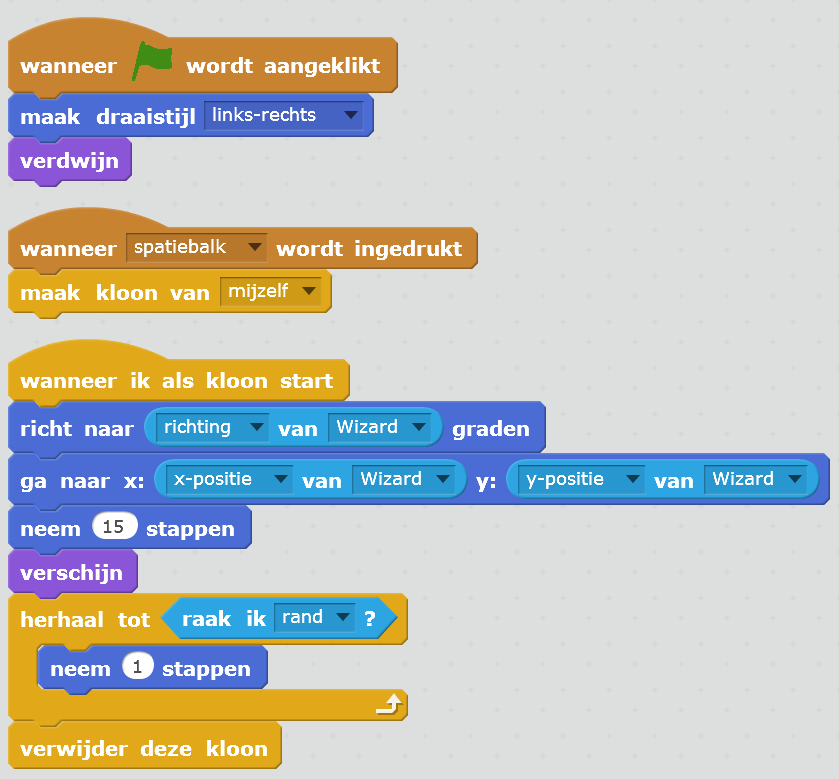 wanneer wordt aangeklikt
maak draaistijl links-rechts
verdwijn
wanneer spatiebalk wordt ingedrukt
maak kloon van mijzelf
wanneer ik als kloon start
richt naar richting van Wizard graden
ga naar x: x-positie van Wizard y: y-positie van Wizard
neem 15 stappen
verschijn
herhaal tot raak ik rand ?
neem 1 stappen
verwijder deze kloon